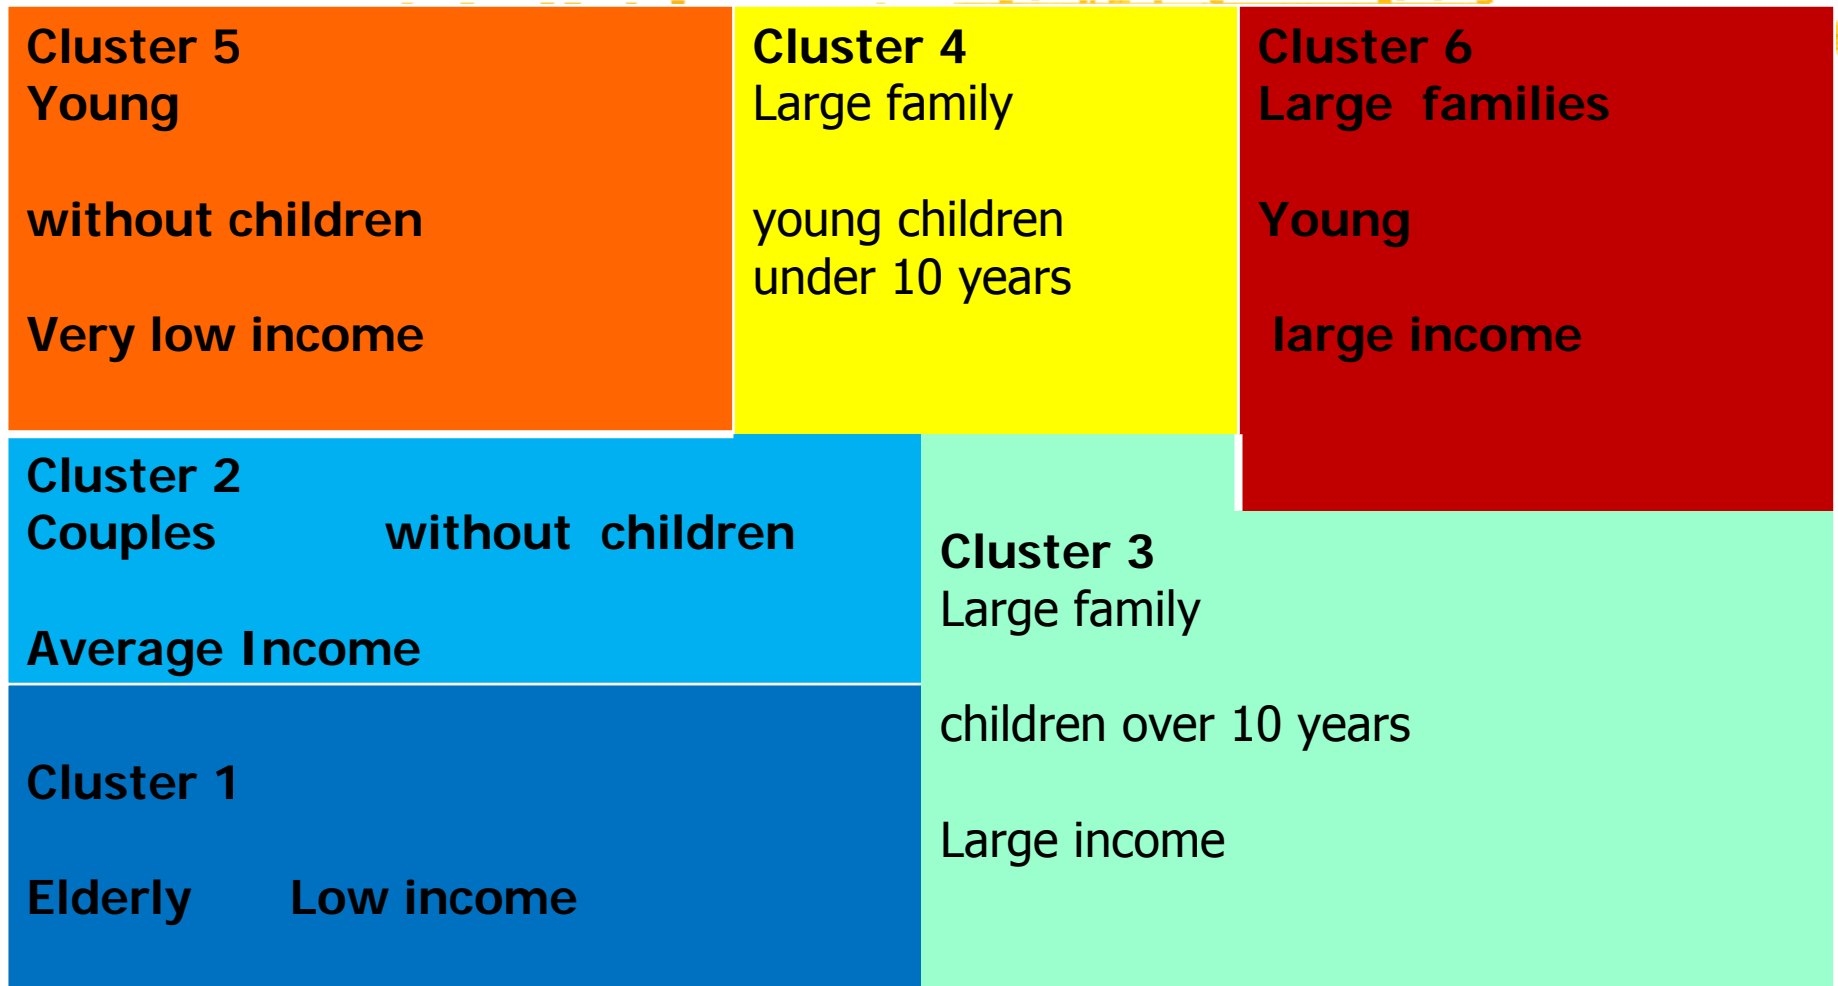 Cluster 5
Young
without children
Very low income
Cluster 4
Large family
young children
under 10 years
Cluster 6
Large families
Young
large income
Cluster 2
Couples without children
Average Income
Cluster 3
Large family
children over 10 years
Large income
Cluster 1
Elderly Low income